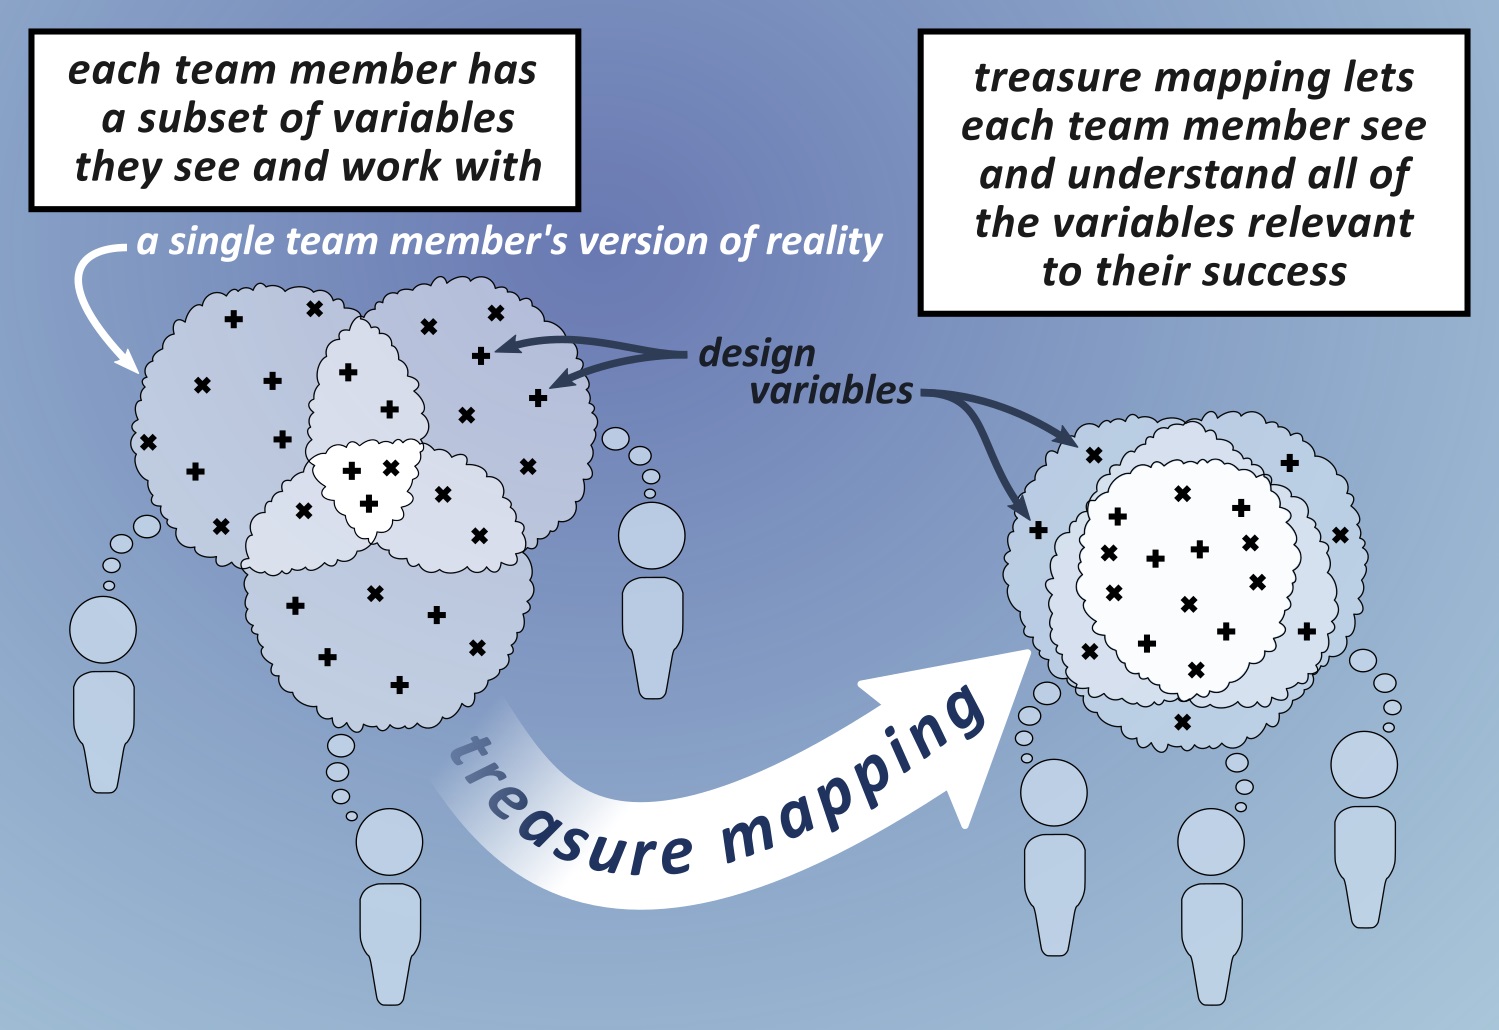 each team member has
a subset of variables
they see and work with
a single team member's version of reality
treasure mapping lets
each team member see
and understand all of
the variables relevant
to their success
design
variables
treasure mapping